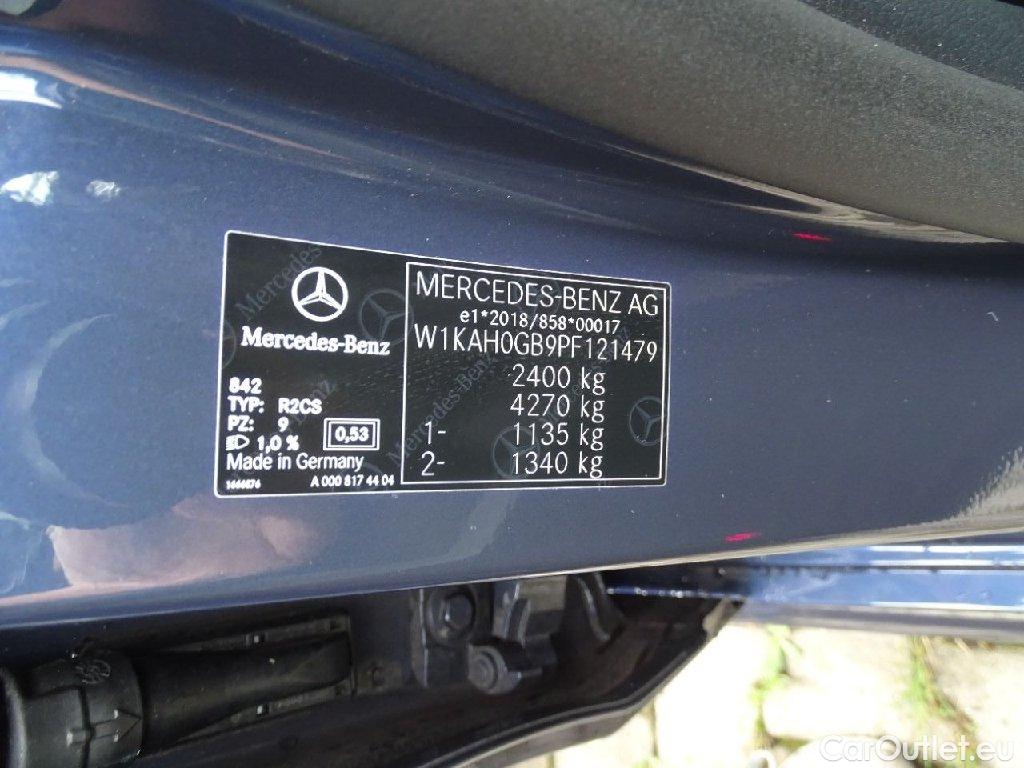 Mercedes-Benz
842
TYP: R2CS
PZ: 9
1,0 % 0,53
Made in Germany
A 000 817 44 04
MERCEDES-BENZ AG
e1*2018/858*00017
W1KAH0GB9PF121479
2400 kg
4270 kg
1- 1135 kg
2- 1340 kg
CarOutlet.eu